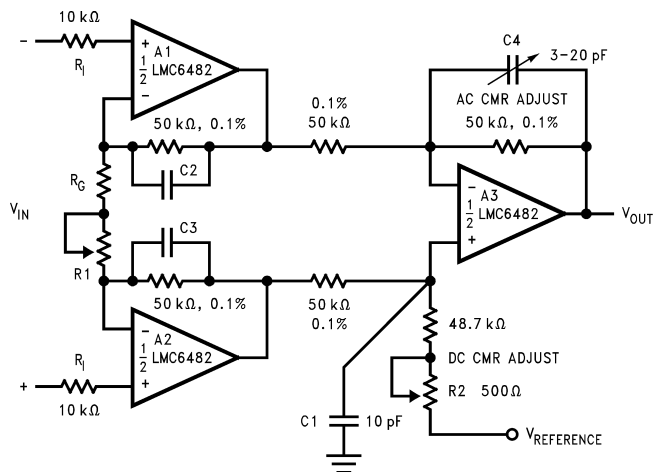 10 kΩ
C4
3-20 pF
− + A1
R_I
1/2 LMC6482
−
AC CMR ADJUST
50 kΩ, 0.1%
0.1%
50 kΩ
50 kΩ, 0.1%
C2
R_G
− A3
1/2 LMC6482
+
V_IN
V_OUT
C3
R1
50 kΩ, 0.1%
50 kΩ
0.1%
48.7 kΩ
− A2
1/2 LMC6482
+
R_I
DC CMR ADJUST
+
R2 500Ω
10 kΩ
C1 10 pF
V_REFERENCE